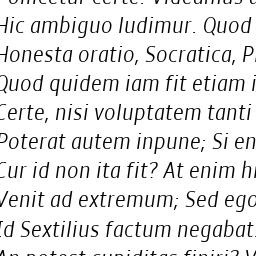 Hic ambiguo ludimur. Quod
Honesta oratio, Socratica, P
Quod quidem iam fit etiam i
Certe, nisi voluptatem tanti
Poterat autem inpune; Si en
Cur id non ita fit? At enim hi
Venit ad extremum; Sed ego
Id Sextilius factum negabat.